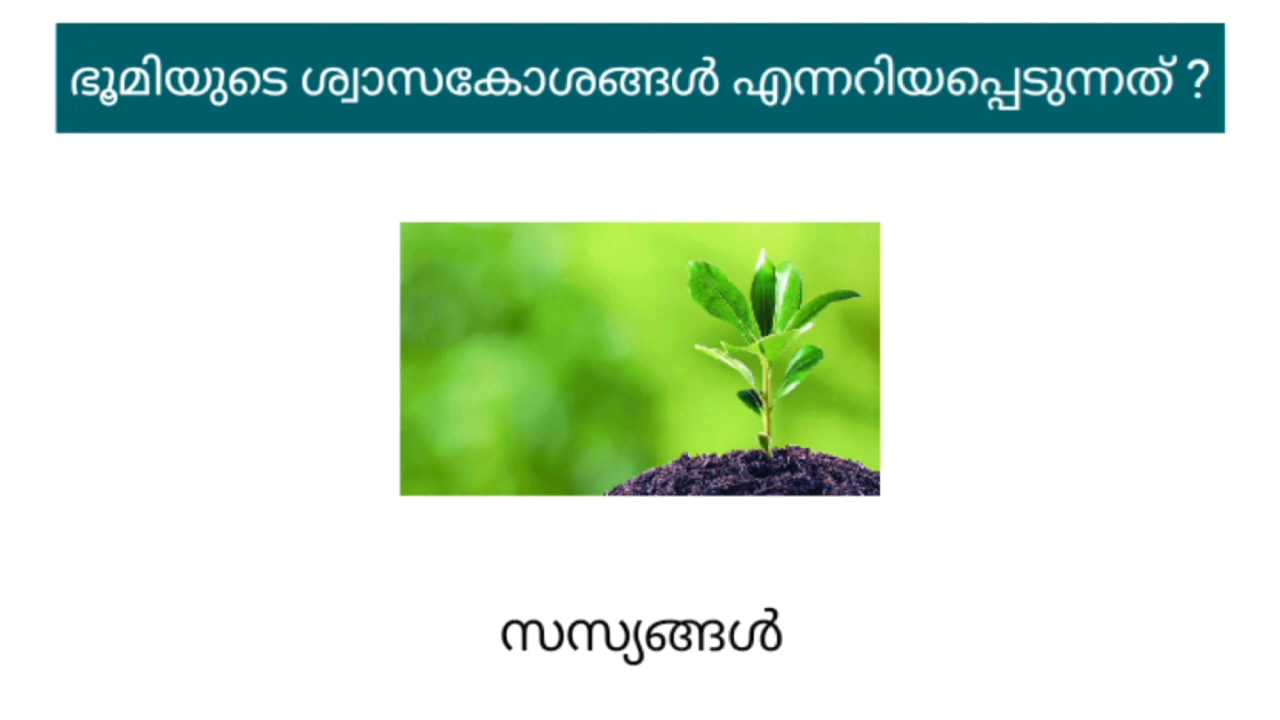 ഭൂമിയുടെ ശ്വാസകോശങ്ങൾ എന്നറിയപ്പെടുന്നത് ?
സസ്യങ്ങൾ